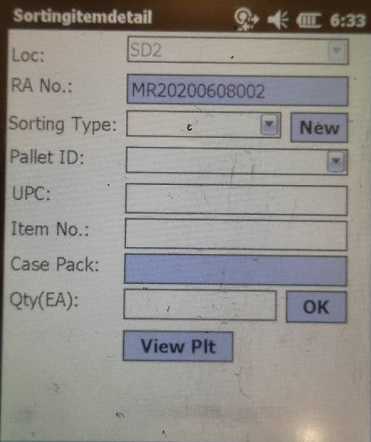 Sortingitemdetail 6:33
Loc: SD2
RA No.: MR20200608002
Sorting Type: New
Pallet ID:
UPC:
Item No.:
Case Pack:
Qty(EA): OK
View Plt